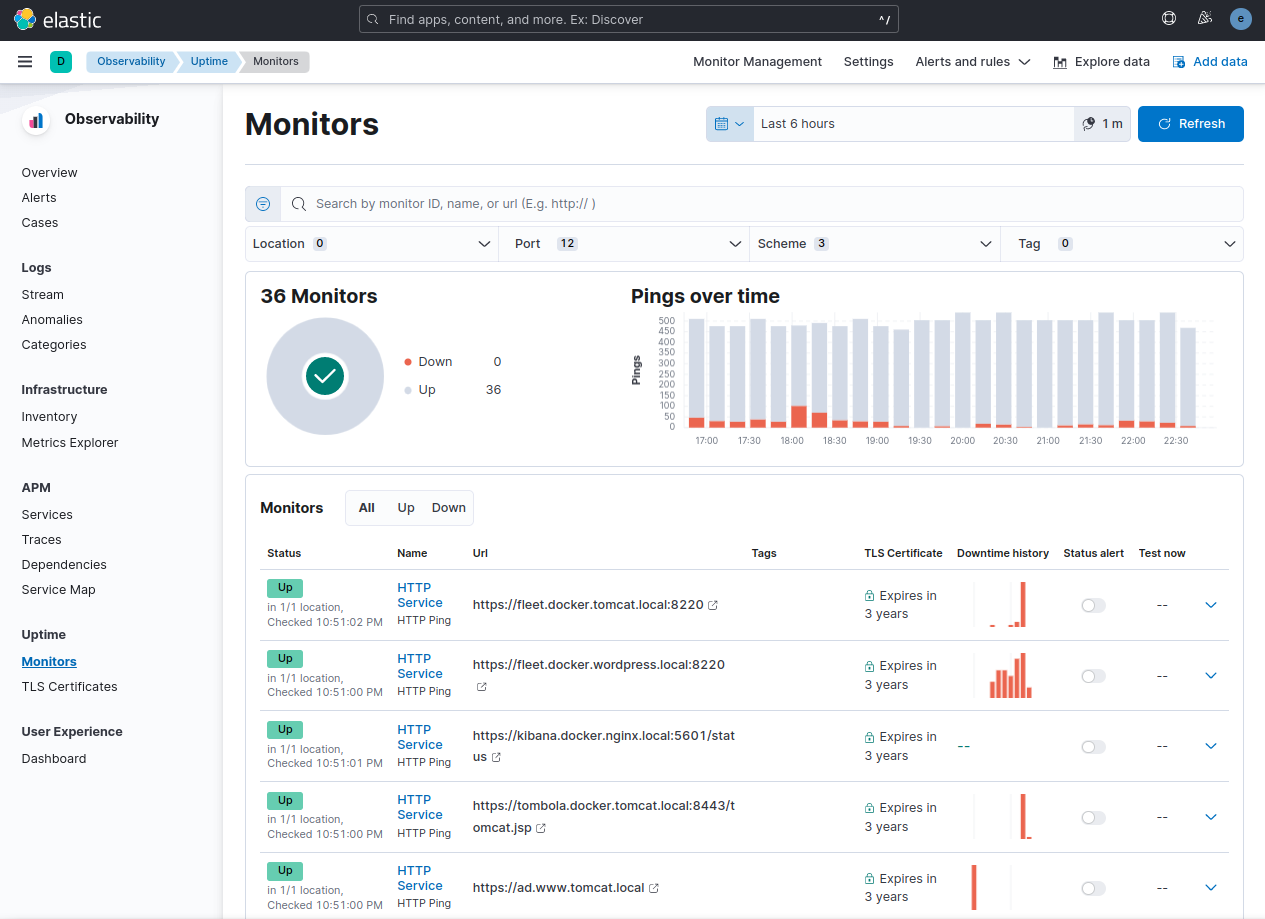 elastic
Find apps, content, and more. Ex: Discover
^/
e
D
Observability
Uptime
Monitors
Monitor Management
Settings
Alerts and rules
Explore data
Add data
Observability
Overview
Alerts
Cases
Logs
Stream
Anomalies
Categories
Infrastructure
Inventory
Metrics Explorer
APM
Services
Traces
Dependencies
Service Map
Uptime
Monitors
TLS Certificates
User Experience
Dashboard
Monitors
Last 6 hours
1 m
Refresh
Search by monitor ID, name, or url (E.g. http:// )
Location 0
Port 12
Scheme 3
Tag 0
36 Monitors
Down 0
Up 36
Pings over time
Pings
500
450
400
350
300
250
200
150
100
50
0
17:00 17:30 18:00 18:30 19:00 19:30 20:00 20:30 21:00 21:30 22:00 22:30
Monitors
All Up Down
Status Name Url Tags TLS Certificate Downtime history Status alert Test now
Up
in 1/1 location,
Checked 10:51:02 PM
HTTP
Service
HTTP Ping
https://fleet.docker.tomcat.local:8220
Expires in
3 years
--
Up
in 1/1 location,
Checked 10:51:00 PM
HTTP
Service
HTTP Ping
https://fleet.docker.wordpress.local:8220
Expires in
3 years
--
Up
in 1/1 location,
Checked 10:51:01 PM
HTTP
Service
HTTP Ping
https://kibana.docker.nginx.local:5601/stat
us
Expires in
3 years
--
--
Up
in 1/1 location,
Checked 10:51:00 PM
HTTP
Service
HTTP Ping
https://tombola.docker.tomcat.local:8443/t
omcat.jsp
Expires in
3 years
--
Up
in 1/1 location,
Checked 10:51:00 PM
HTTP
Service
HTTP Ping
https://ad.www.tomcat.local
Expires in
3 years
--